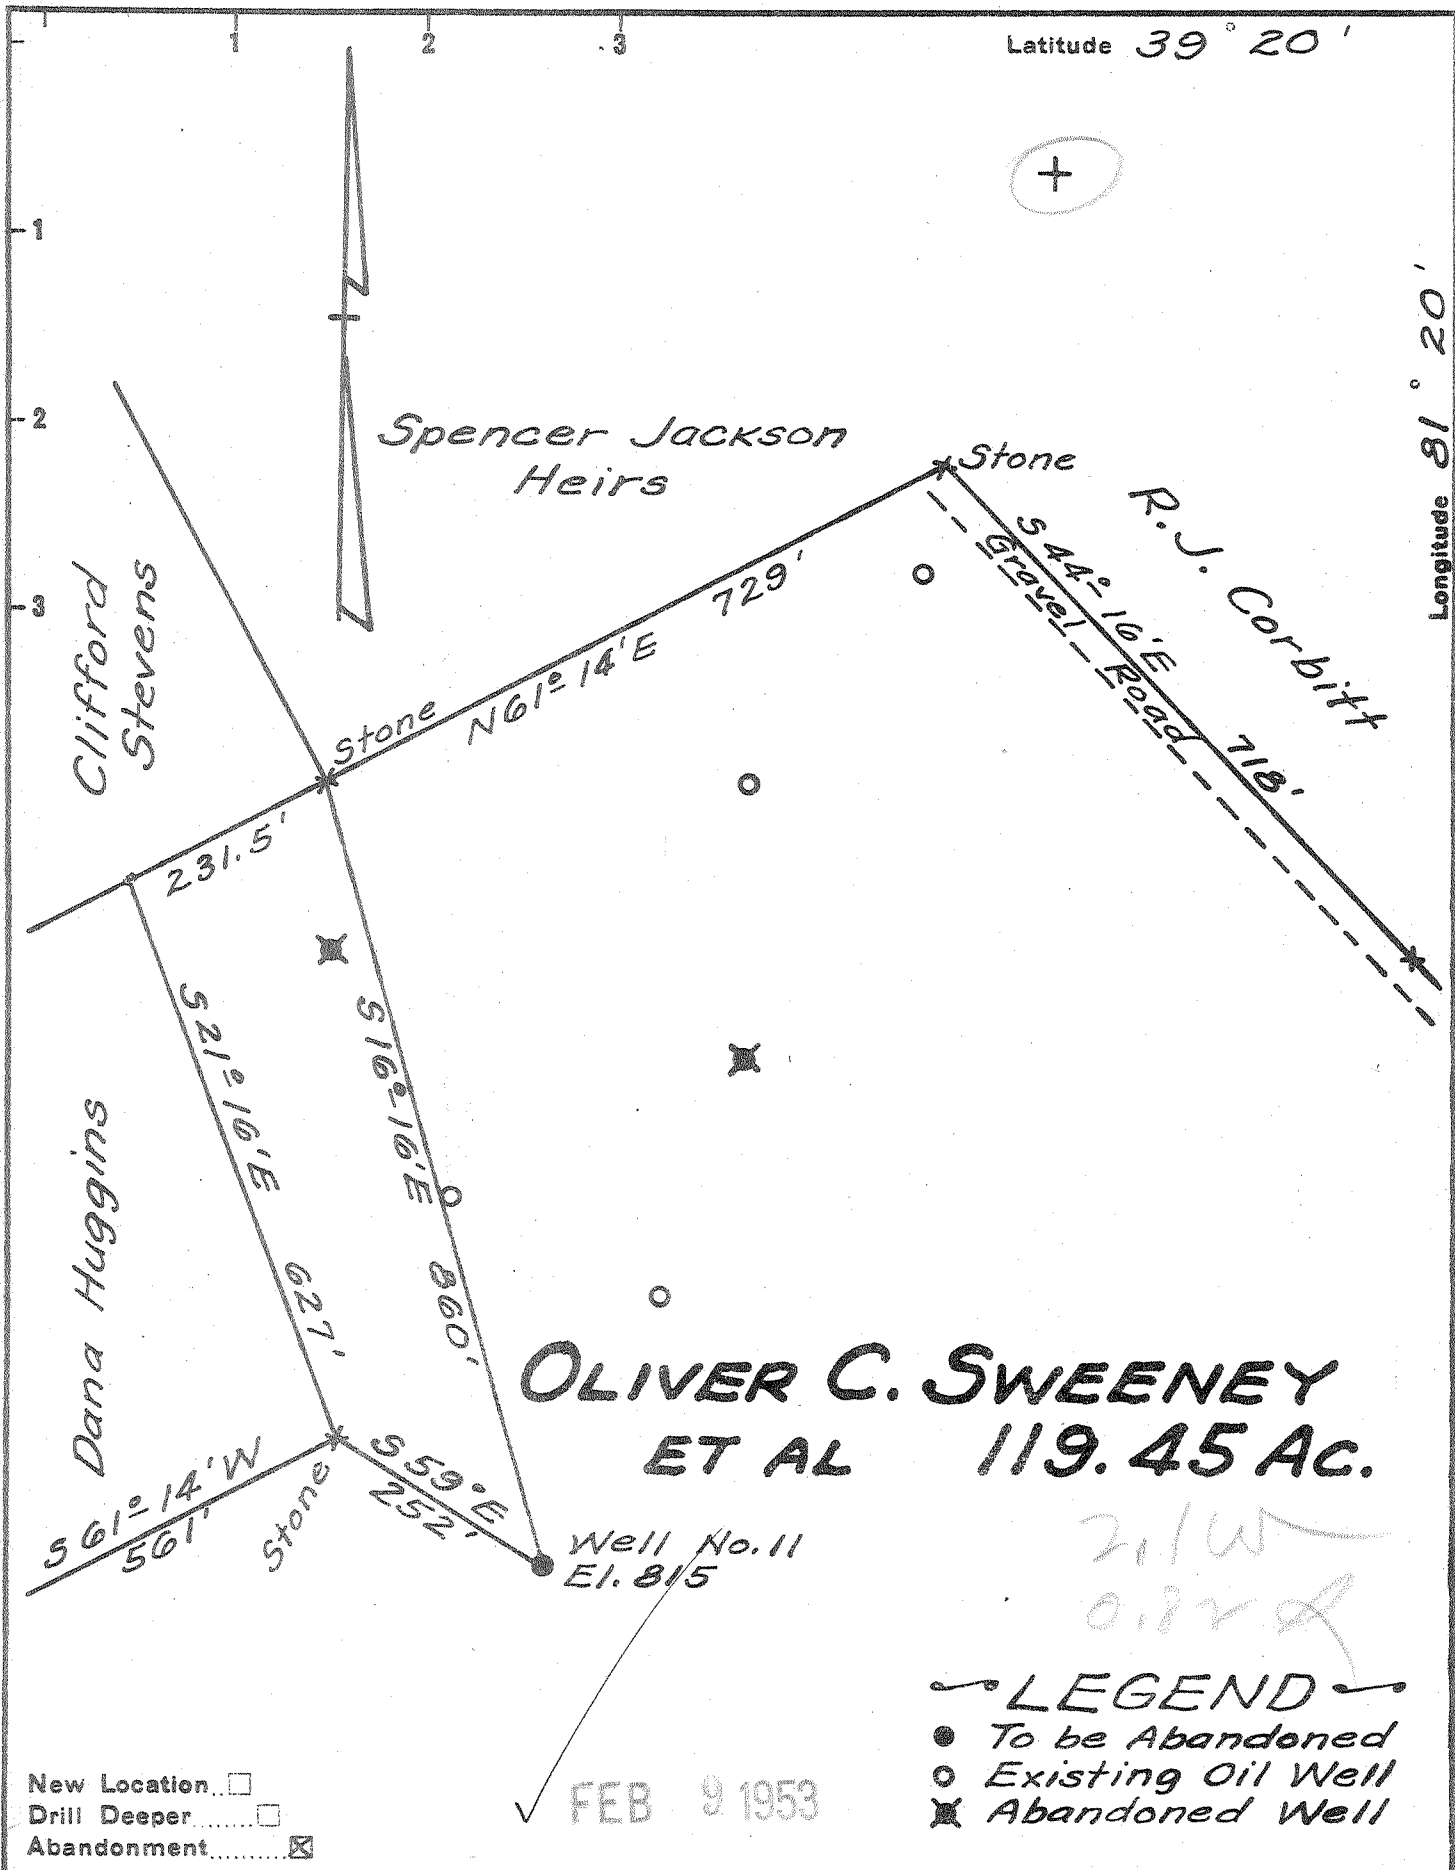 1 2 3
Latitude 39° 20'
+
1
2
3
Longitude 81° 20'
Spencer Jackson
Heirs
Stone
R.J. Corbitt
S 44° 16'E
718'
Gravel Road
729'
N61° 14'E
Clifford
Stevens
Stone
231.5'
S 21° 16'E
627'
S16°-16'E
860'
Dana Huggins
OLIVER C. SWEENEY
ET AL 119.45 AC.
S 61° 14'W
561'
Stone
S 59° E
252'
Well No. 11
El. 815
2.1 W
LEGEND
To be Abandoned
Existing Oil Well
Abandoned Well
New Location
Drill Deeper
Abandonment
FEB 9 1953